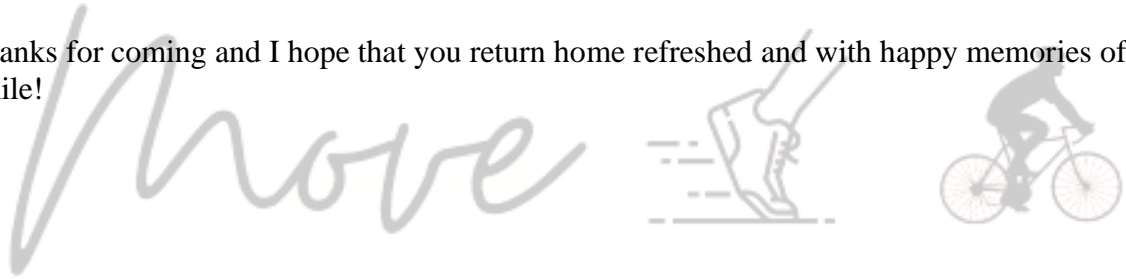 anks for coming and I hope that you return home refreshed and with happy memories of
ile!
Move